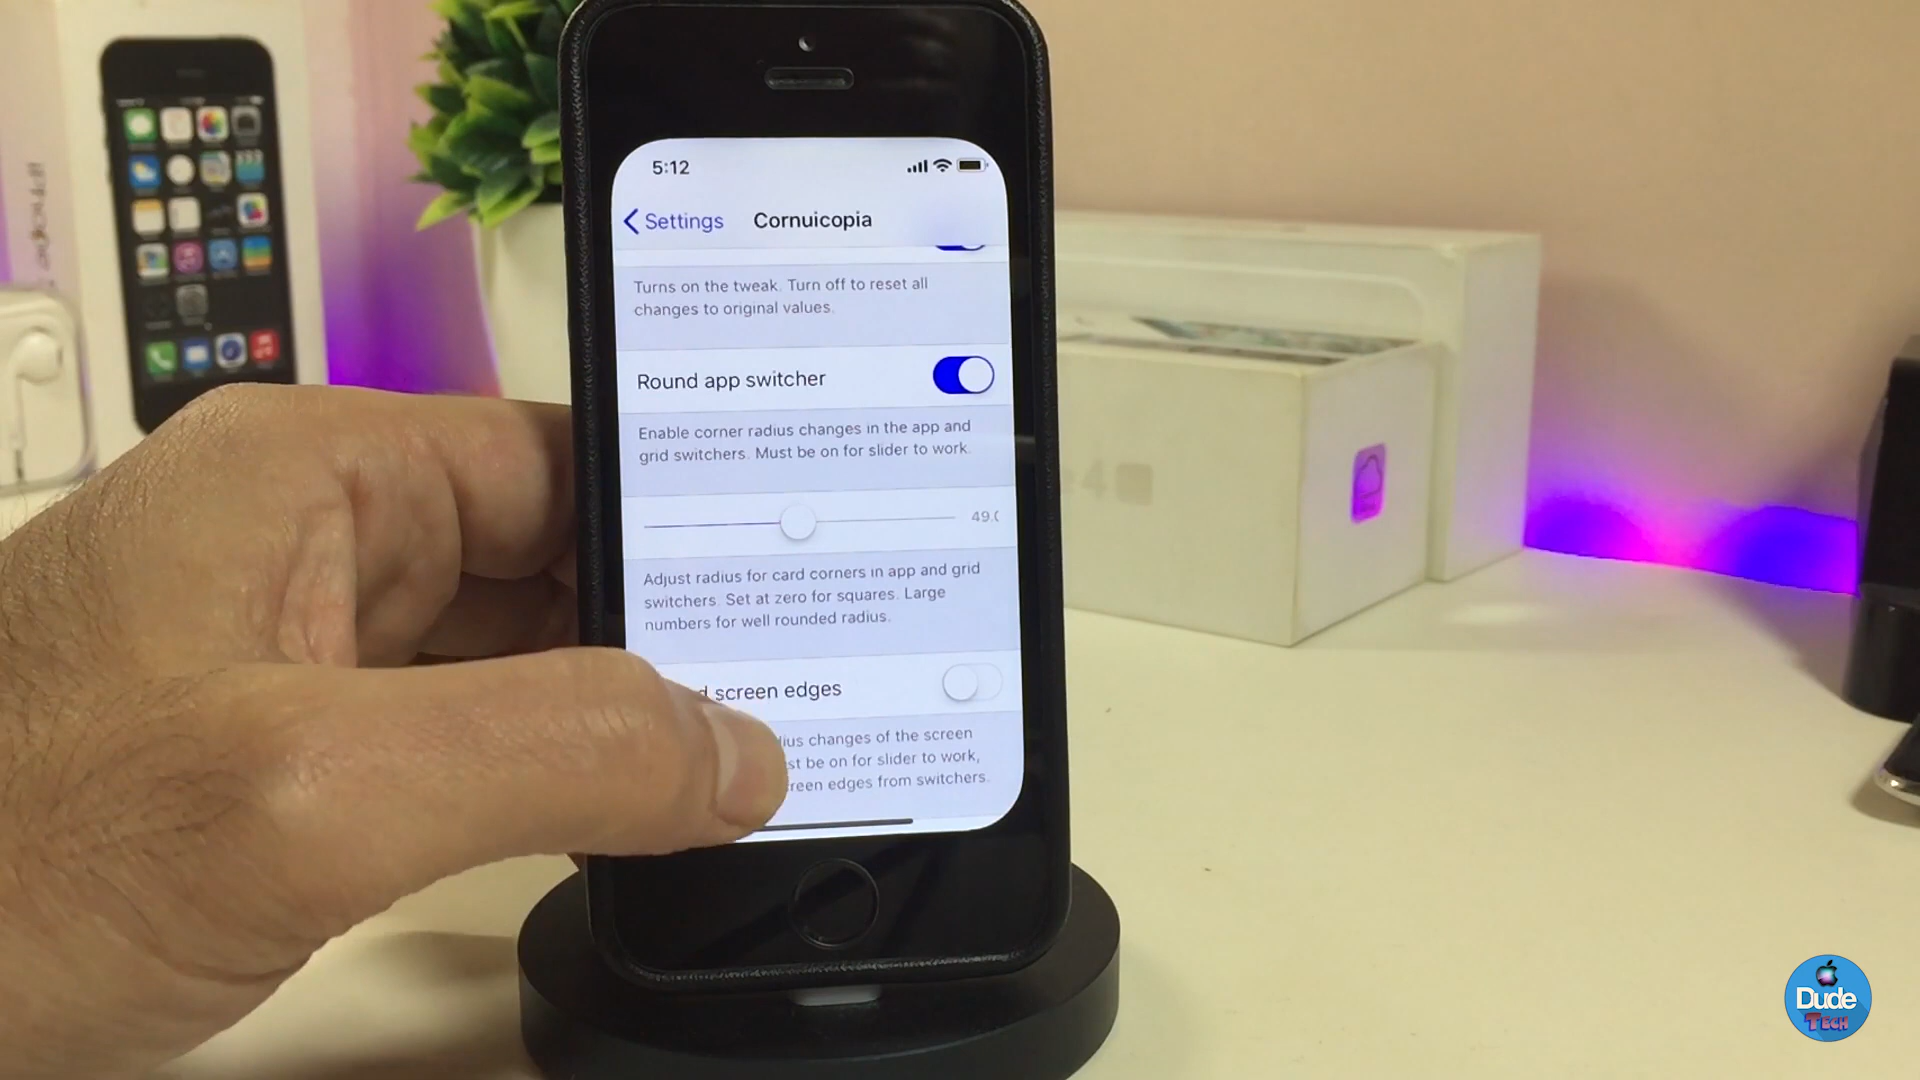 iPhone
5:12
Settings
Cornuicopia
Turns on the tweak. Turn off to reset all
changes to original values.
Round app switcher
Enable corner radius changes in the app and
grid switchers. Must be on for slider to work.
49.
Adjust radius for card corners in app and grid
switchers. Set at zero for squares. Large
numbers for well rounded radius.
screen edges
changes of the screen
be on for slider to work,
edges from switchers.
Dude
TECH